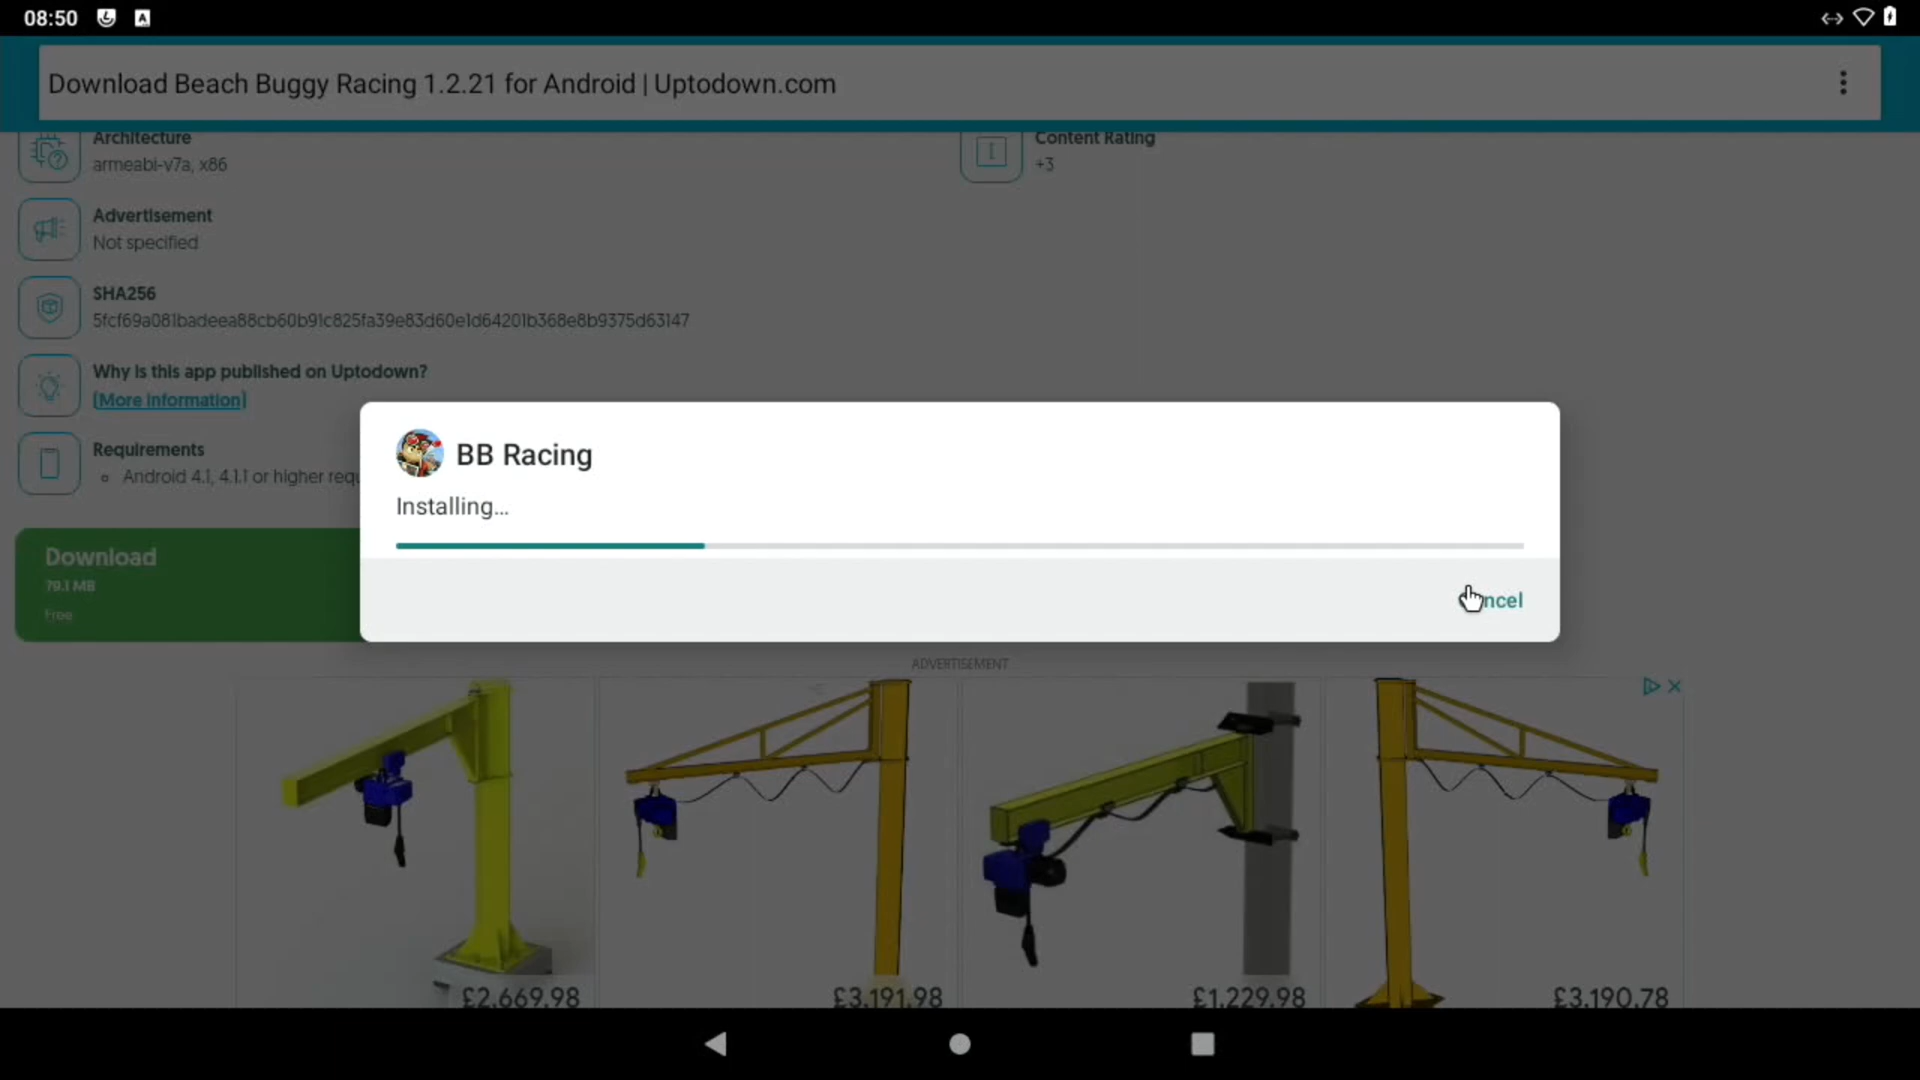 08:50
Download Beach Buggy Racing 1.2.21 for Android | Uptodown.com
Architecture
armeabi-v7a, x86
Content Rating
+3
Advertisement
Not specified
SHA256
5fcf69a081badeea88cb60b91c825fa39e83d60e1d64201b368e8b9375d63147
Why is this app published on Uptodown?
(More information)
Requirements
Android 4.1, 4.1.1 or higher
BB Racing
Installing...
Download
79.1 MB
Free
ADVERTISEMENT
£2,669.98
£3,191.98
£1,229.98
£3,190.78